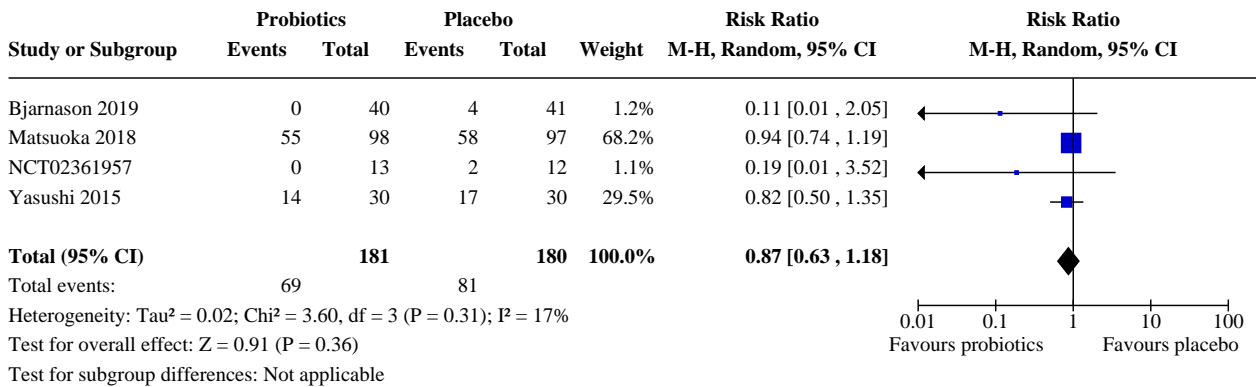 Probiotics Placebo Risk Ratio Risk Ratio
Study or Subgroup Events Total Events Total Weight M-H, Random, 95% CI M-H, Random, 95% CI
Bjarnason 2019 0 40 4 41 1.2% 0.11 [0.01 , 2.05]
Matsuoka 2018 55 98 58 97 68.2% 0.94 [0.74 , 1.19]
NCT02361957 0 13 2 12 1.1% 0.19 [0.01 , 3.52]
Yasushi 2015 14 30 17 30 29.5% 0.82 [0.50 , 1.35]
Total (95% CI) 181 180 100.0% 0.87 [0.63 , 1.18]
Total events: 69 81
Heterogeneity: Tau² = 0.02; Chi² = 3.60, df = 3 (P = 0.31); I² = 17%
0.01 0.1 1 10 100
Test for overall effect: Z = 0.91 (P = 0.36)
Favours probiotics Favours placebo
Test for subgroup differences: Not applicable